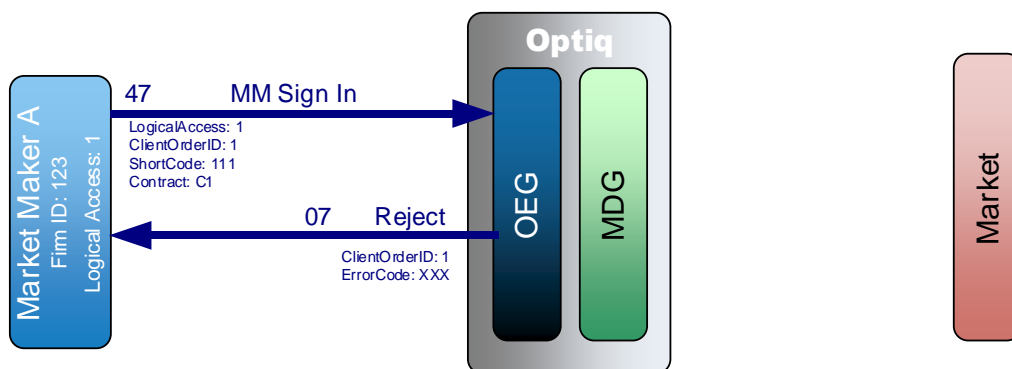 Optiq
Market Maker A
Firm ID: 123
Logical Access: 1
47 MM Sign In
LogicalAccess: 1
ClientOrderID: 1
ShortCode: 111
Contract: C1
07 Reject
ClientOrderID: 1
ErrorCode: XXX
OEG
MDG
Market